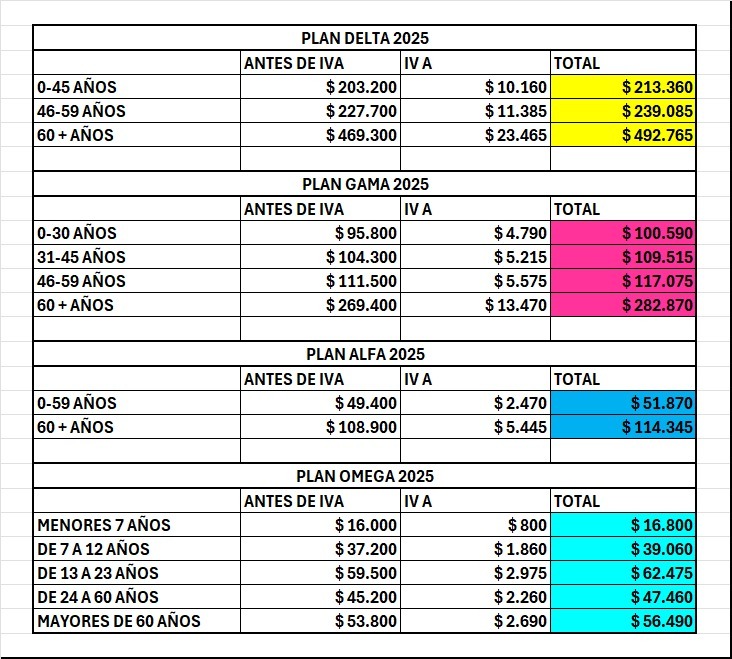 PLAN DELTA 2025
ANTES DE IVA IVA TOTAL
0-45 AÑOS $ 203.200 $ 10.160 $ 213.360
46-59 AÑOS $ 227.700 $ 11.385 $ 239.085
60 + AÑOS $ 469.300 $ 23.465 $ 492.765
PLAN GAMA 2025
ANTES DE IVA IVA TOTAL
0-30 AÑOS $ 95.800 $ 4.790 $ 100.590
31-45 AÑOS $ 104.300 $ 5.215 $ 109.515
46-59 AÑOS $ 111.500 $ 5.575 $ 117.075
60 + AÑOS $ 269.400 $ 13.470 $ 282.870
PLAN ALFA 2025
ANTES DE IVA IVA TOTAL
0-59 AÑOS $ 49.400 $ 2.470 $ 51.870
60 + AÑOS $ 108.900 $ 5.445 $ 114.345
PLAN OMEGA 2025
ANTES DE IVA IVA TOTAL
MENORES 7 AÑOS $ 16.000 $ 800 $ 16.800
DE 7 A 12 AÑOS $ 37.200 $ 1.860 $ 39.060
DE 13 A 23 AÑOS $ 59.500 $ 2.975 $ 62.475
DE 24 A 60 AÑOS $ 45.200 $ 2.260 $ 47.460
MAYORES DE 60 AÑOS $ 53.800 $ 2.690 $ 56.490